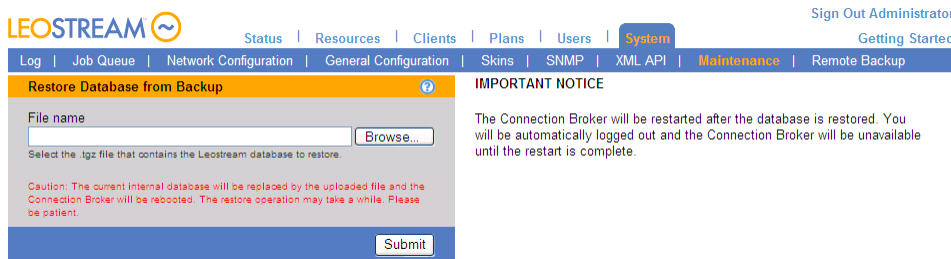 LEOSTREAM
Sign Out Administrator
Status | Resources | Clients | Plans | Users | System
Getting Started
Log | Job Queue | Network Configuration | General Configuration | Skins | SNMP | XML API | Maintenance | Remote Backup
Restore Database from Backup ?
IMPORTANT NOTICE
The Connection Broker will be restarted after the database is restored. You
will be automatically logged out and the Connection Broker will be unavailable
until the restart is complete.
File name
Browse...
Select the .tgz file that contains the Leostream database to restore.
Caution: The current internal database will be replaced by the uploaded file and the
Connection Broker will be rebooted. The restore operation may take a while. Please
be patient.
Submit